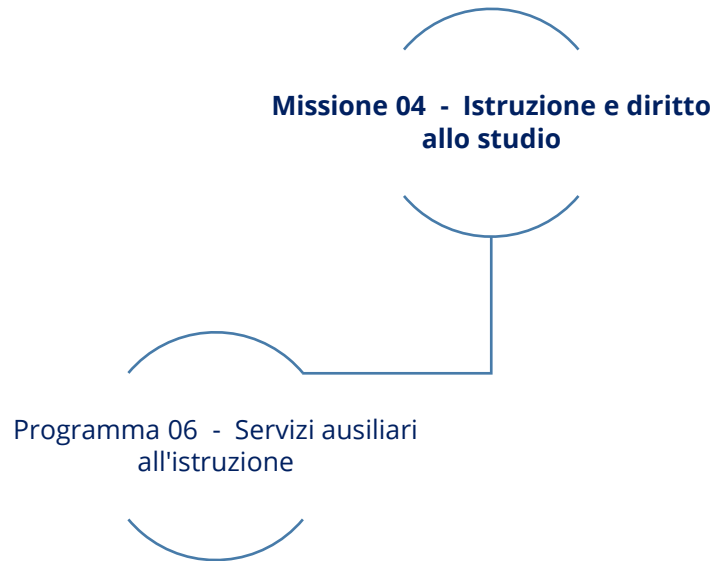 Missione 04 - Istruzione e diritto
allo studio
Programma 06 - Servizi ausiliari
all'istruzione